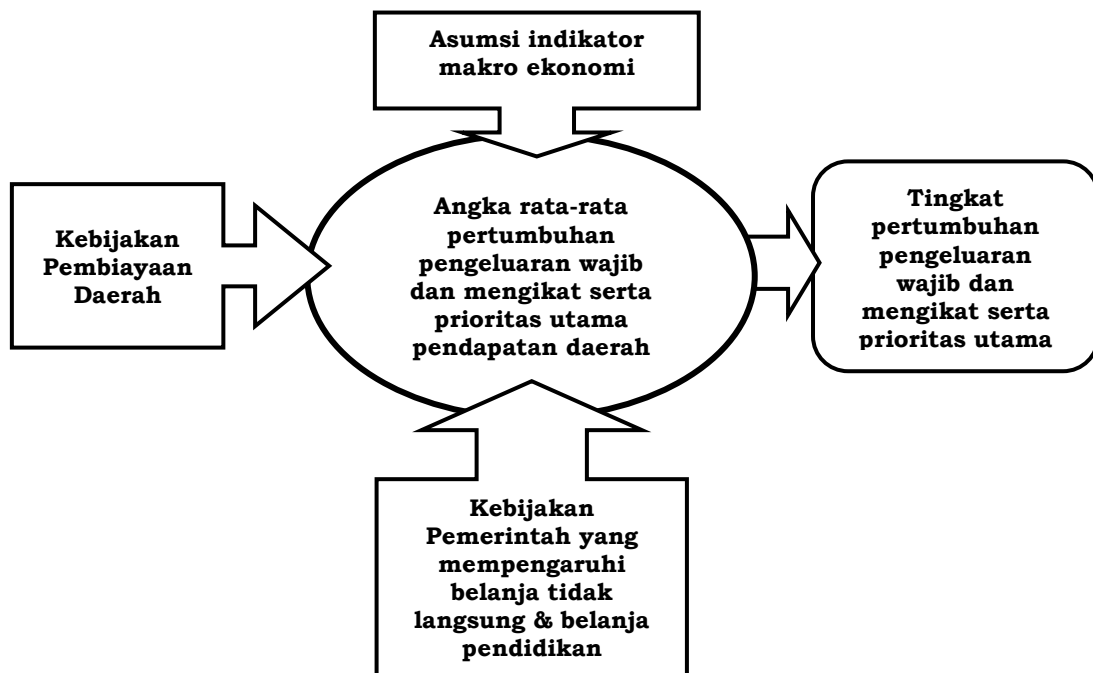 Asumsi indikator
makro ekonomi
Kebijakan
Pembiayaan
Daerah
Angka rata-rata
pertumbuhan
pengeluaran wajib
dan mengikat serta
prioritas utama
pendapatan daerah
Tingkat
pertumbuhan
pengeluaran
wajib dan
mengikat serta
prioritas utama
Kebijakan
Pemerintah yang
mempengaruhi
belanja tidak
langsung & belanja
pendidikan